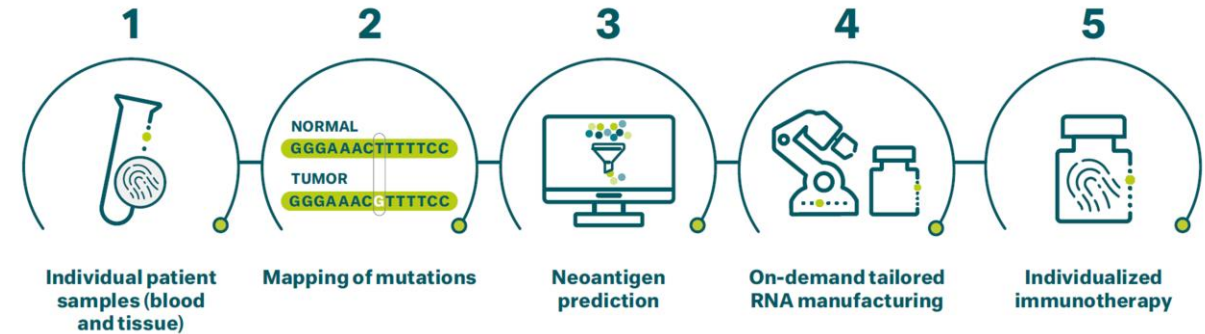 1
2
3
4
5
NORMAL
GGGAAACTTTTTCC
TUMOR
GGGAAACGTTTTCC
Individual patient
samples (blood
and tissue)
Mapping of mutations
Neoantigen
prediction
On-demand tailored
RNA manufacturing
Individualized
immunotherapy